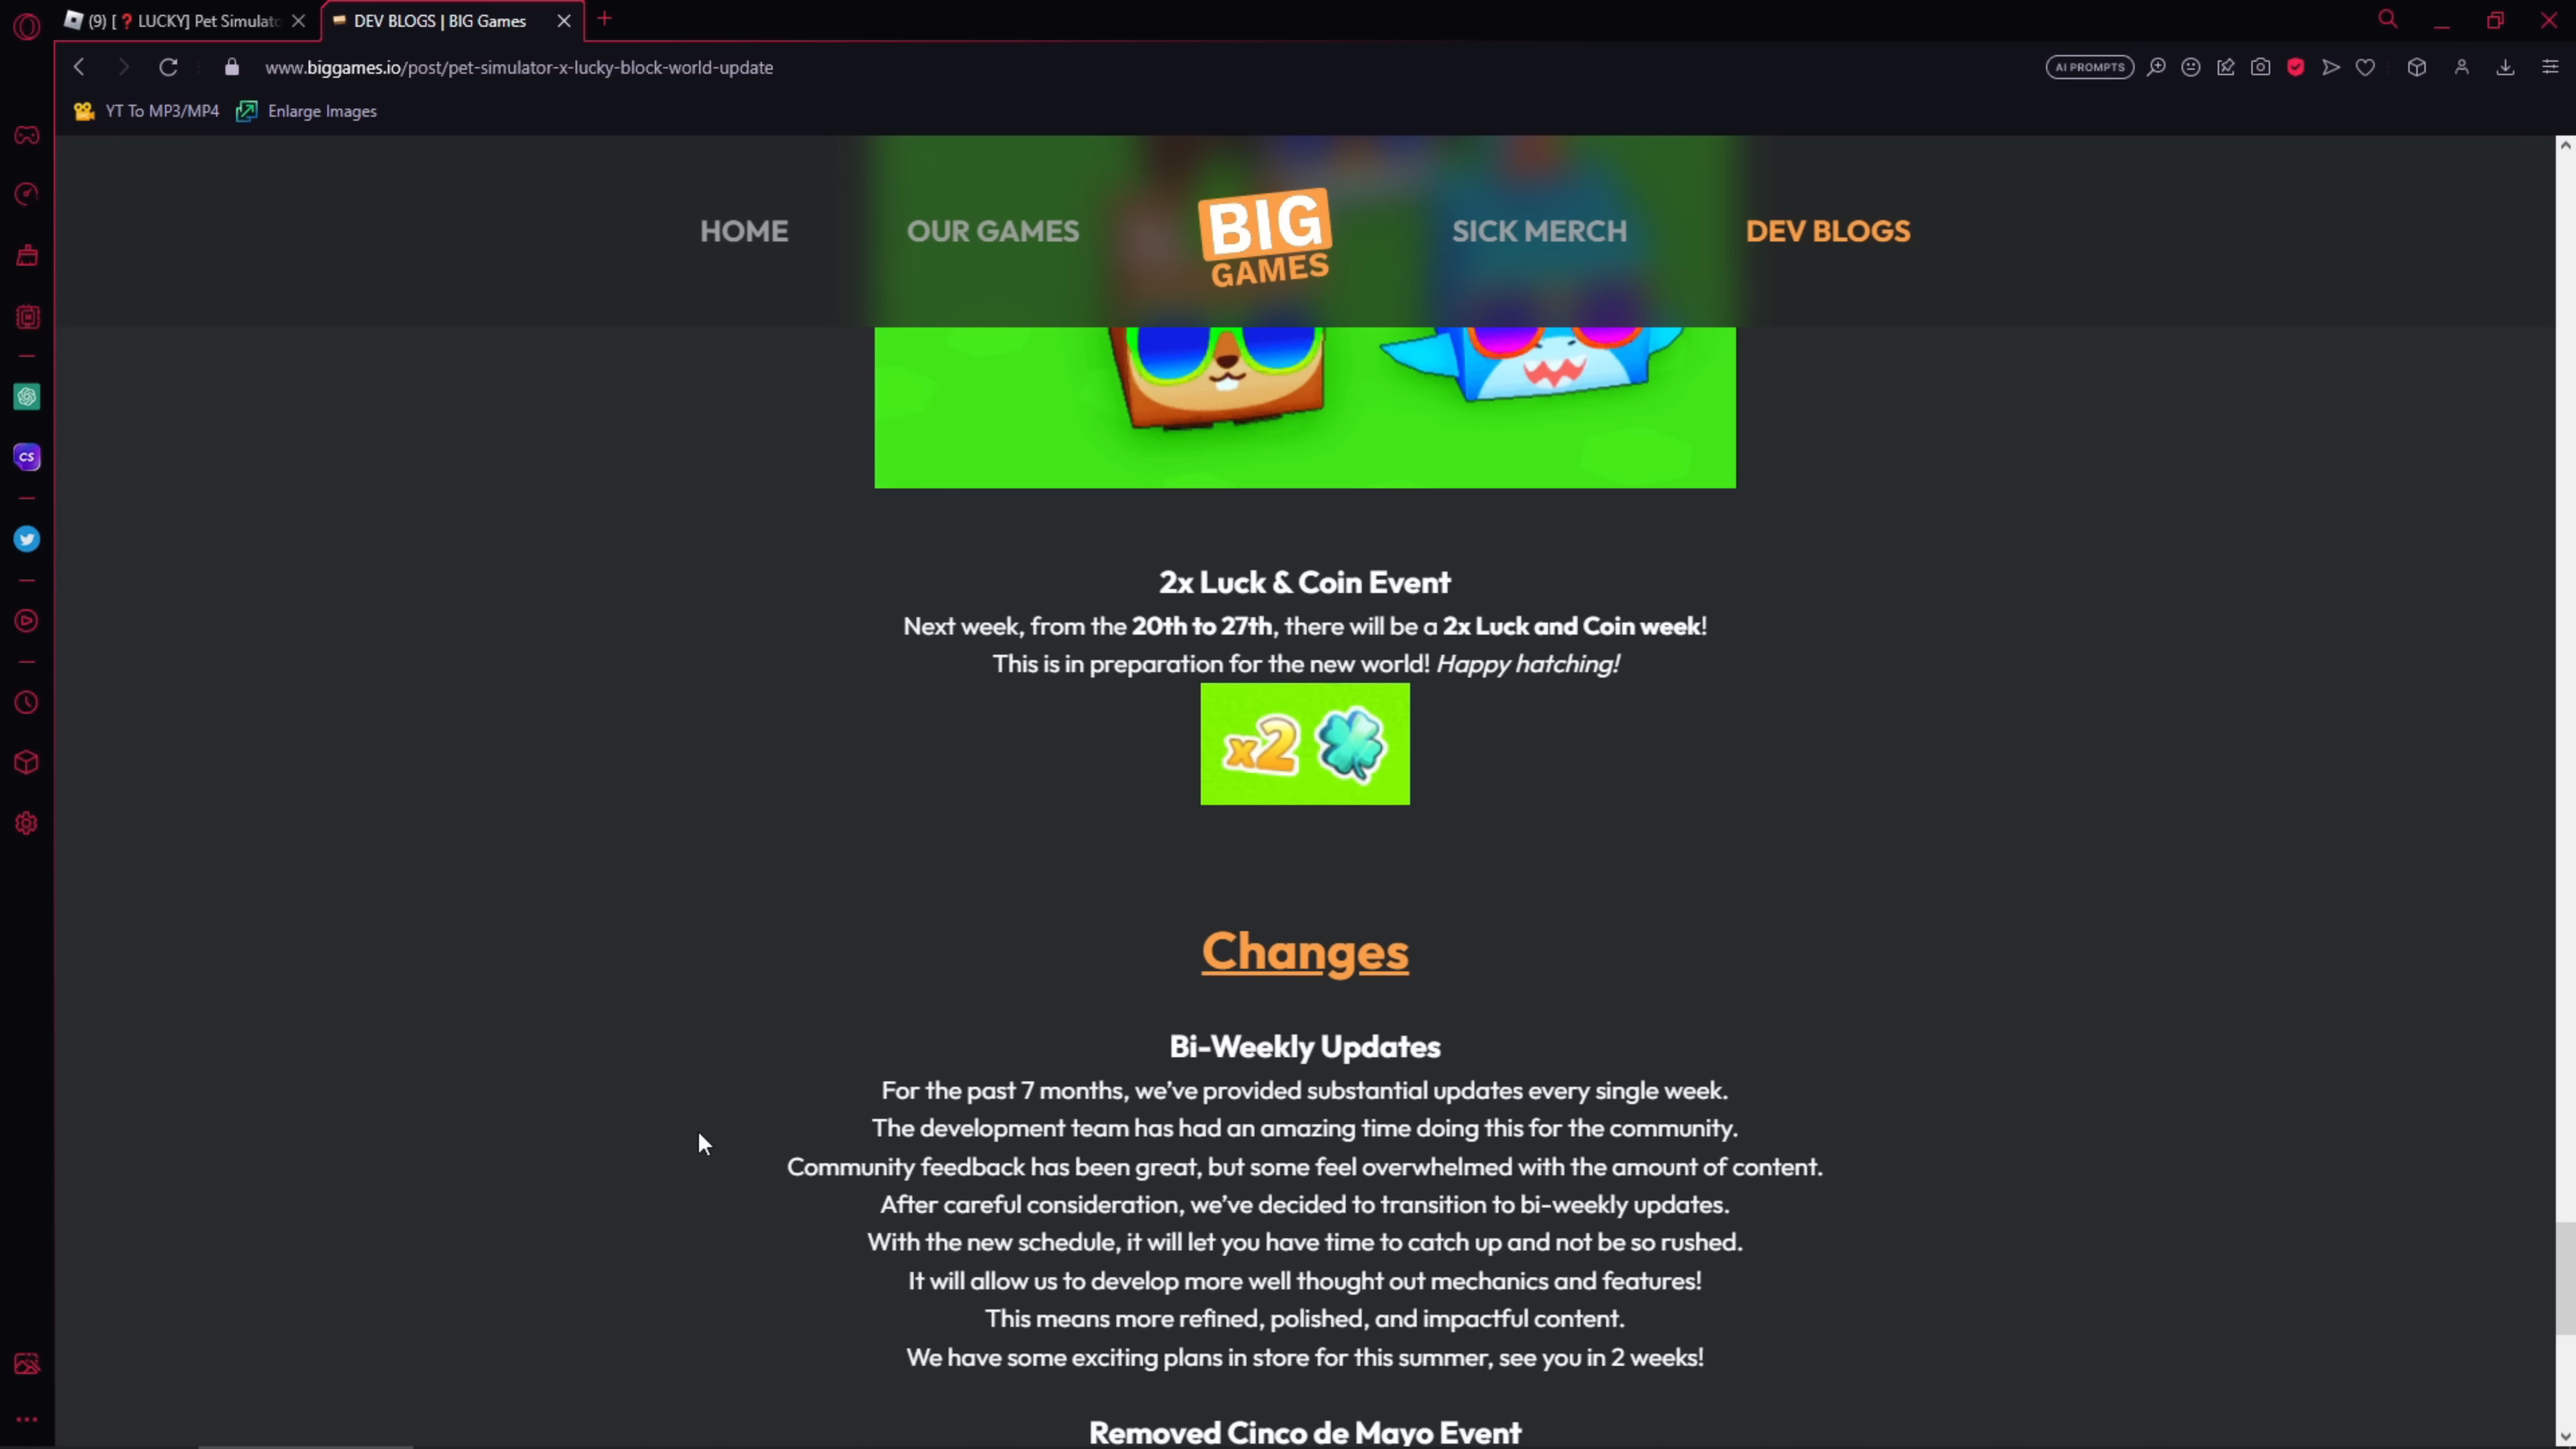 (9) [❓LUCKY] Pet Simulato
DEV BLOGS | BIG Games
www.biggames.io/post/pet-simulator-x-lucky-block-world-update
AI PROMPTS
YT To MP3/MP4
Enlarge Images
CS
HOME
OUR GAMES
BIG
GAMES
SICK MERCH
DEV BLOGS
2x Luck & Coin Event
Next week, from the 20th to 27th, there will be a 2x Luck and Coin week!
This is in preparation for the new world! Happy hatching!
x2
Changes
Bi-Weekly Updates
For the past 7 months, we've provided substantial updates every single week.
The development team has had an amazing time doing this for the community.
Community feedback has been great, but some feel overwhelmed with the amount of content.
After careful consideration, we've decided to transition to bi-weekly updates.
With the new schedule, it will let you have time to catch up and not be so rushed.
It will allow us to develop more well thought out mechanics and features!
This means more refined, polished, and impactful content.
We have some exciting plans in store for this summer, see you in 2 weeks!
Removed Cinco de Mayo Event